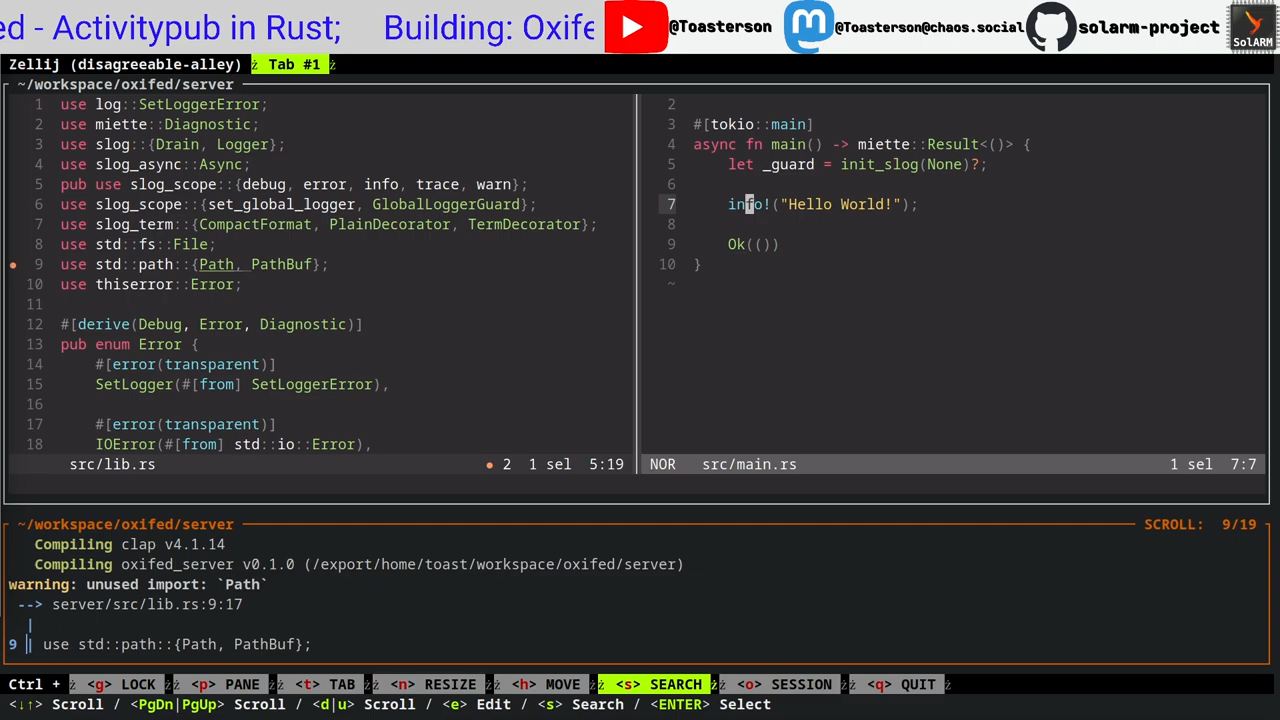 ed - Activitypub in Rust;    Building: Oxife
@Toasterson @Toasterson@chaos.social solarm-project SolARM
Zellij (disagreeable-alley) Tab #1
~/workspace/oxifed/server
1 use log::SetLoggerError;
2 use miette::Diagnostic;
3 use slog::{Drain, Logger};
4 use slog_async::Async;
5 pub use slog_scope::{debug, error, info, trace, warn};
6 use slog_scope::{set_global_logger, GlobalLoggerGuard};
7 use slog_term::{CompactFormat, PlainDecorator, TermDecorator};
8 use std::fs::File;
● 9 use std::path::{Path, PathBuf};
10 use thiserror::Error;
11
12 #[derive(Debug, Error, Diagnostic)]
13 pub enum Error {
14     #[error(transparent)]
15     SetLogger(#[from] SetLoggerError),
16
17     #[error(transparent)]
18     IOError(#[from] std::io::Error),
src/lib.rs ● 2 1 sel 5:19
2
3 #[tokio::main]
4 async fn main() -> miette::Result<()> {
5     let _guard = init_slog(None)?;
6
7     info!("Hello World!");
8
9     Ok(())
10 }
~
NOR src/main.rs 1 sel 7:7
~/workspace/oxifed/server SCROLL: 9/19
Compiling clap v4.1.14
Compiling oxifed_server v0.1.0 (/export/home/toast/workspace/oxifed/server)
warning: unused import: `Path`
--> server/src/lib.rs:9:17
|
9 | use std::path::{Path, PathBuf};
Ctrl + <g> LOCK <p> PANE <t> TAB <n> RESIZE <h> MOVE <s> SEARCH <o> SESSION <q> QUIT
<↓↑> Scroll / <PgDn|PgUp> Scroll / <d|u> Scroll / <e> Edit / <s> Search / <ENTER> Select